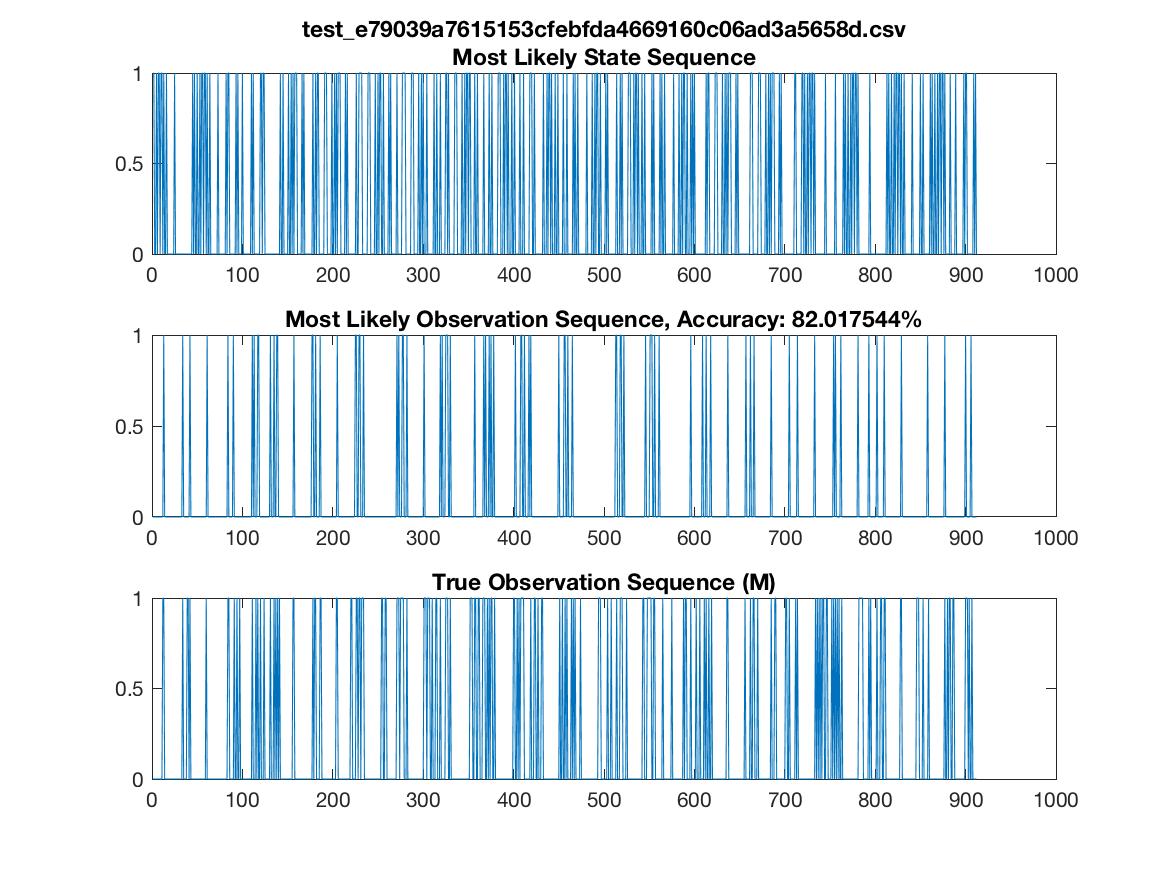 test_e79039a7615153cfebfda4669160c06ad3a5658d.csv
Most Likely State Sequence
1
0.5
0
0 100 200 300 400 500 600 700 800 900 1000
Most Likely Observation Sequence, Accuracy: 82.017544%
1
0.5
0
0 100 200 300 400 500 600 700 800 900 1000
True Observation Sequence (M)
1
0.5
0
0 100 200 300 400 500 600 700 800 900 1000